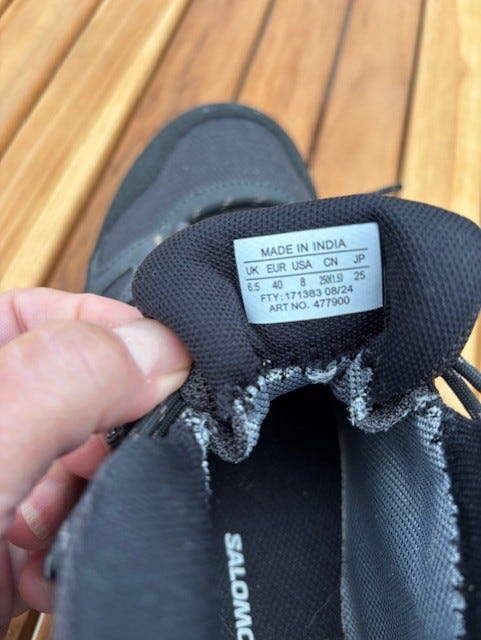 MADE IN INDIA
UK EUR USA CN JP
6.5 40 8 250(1.5) 25
FTY:171383 08/24
ART NO. 477900
SALOMO